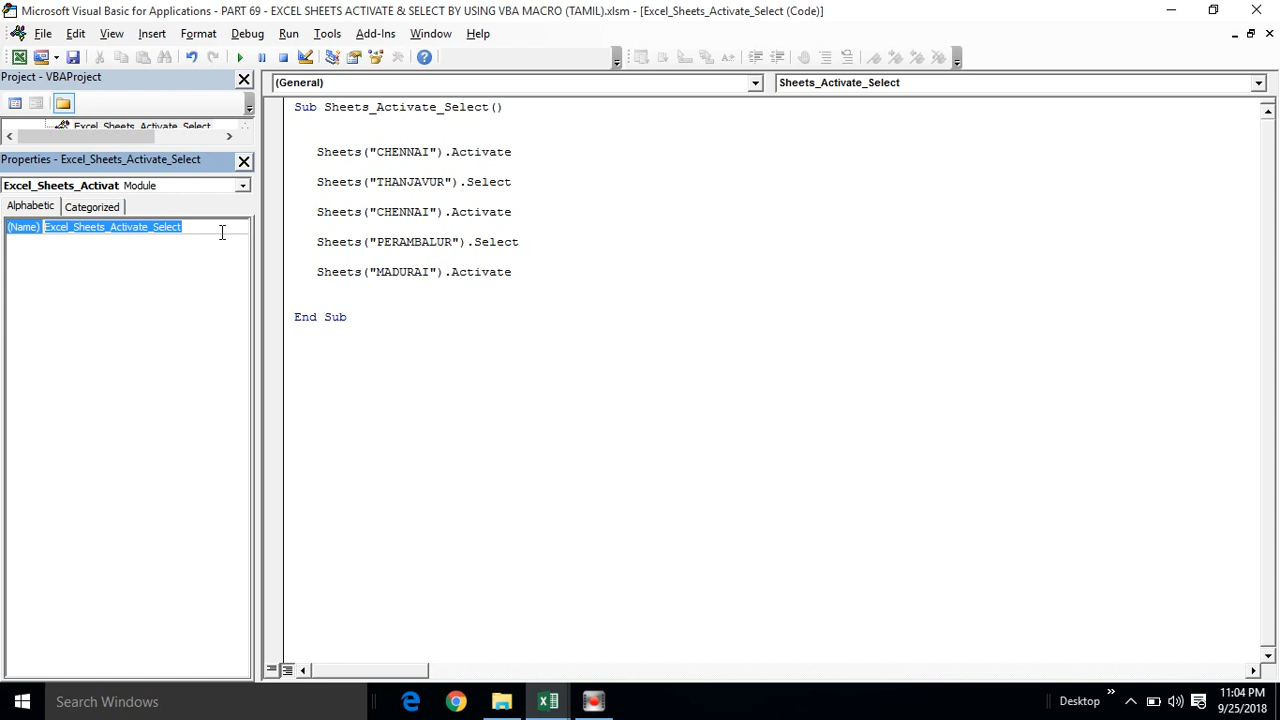 Microsoft Visual Basic for Applications - PART 69 - EXCEL SHEETS ACTIVATE & SELECT BY USING VBA MACRO (TAMIL).xlsm - [Excel_Sheets_Activate_Select (Code)]
File Edit View Insert Format Debug Run Tools Add-Ins Window Help
Project - VBAProject
Excel_Sheets_Activate_Select
Properties - Excel_Sheets_Activate_Select
Excel_Sheets_Activat Module
Alphabetic Categorized
(Name) Excel_Sheets_Activate_Select
(General) Sheets_Activate_Select
Sub Sheets_Activate_Select()
Sheets("CHENNAI").Activate
Sheets("THANJAVUR").Select
Sheets("CHENNAI").Activate
Sheets("PERAMBALUR").Select
Sheets("MADURAI").Activate
End Sub
Search Windows
Desktop
11:04 PM
9/25/2018